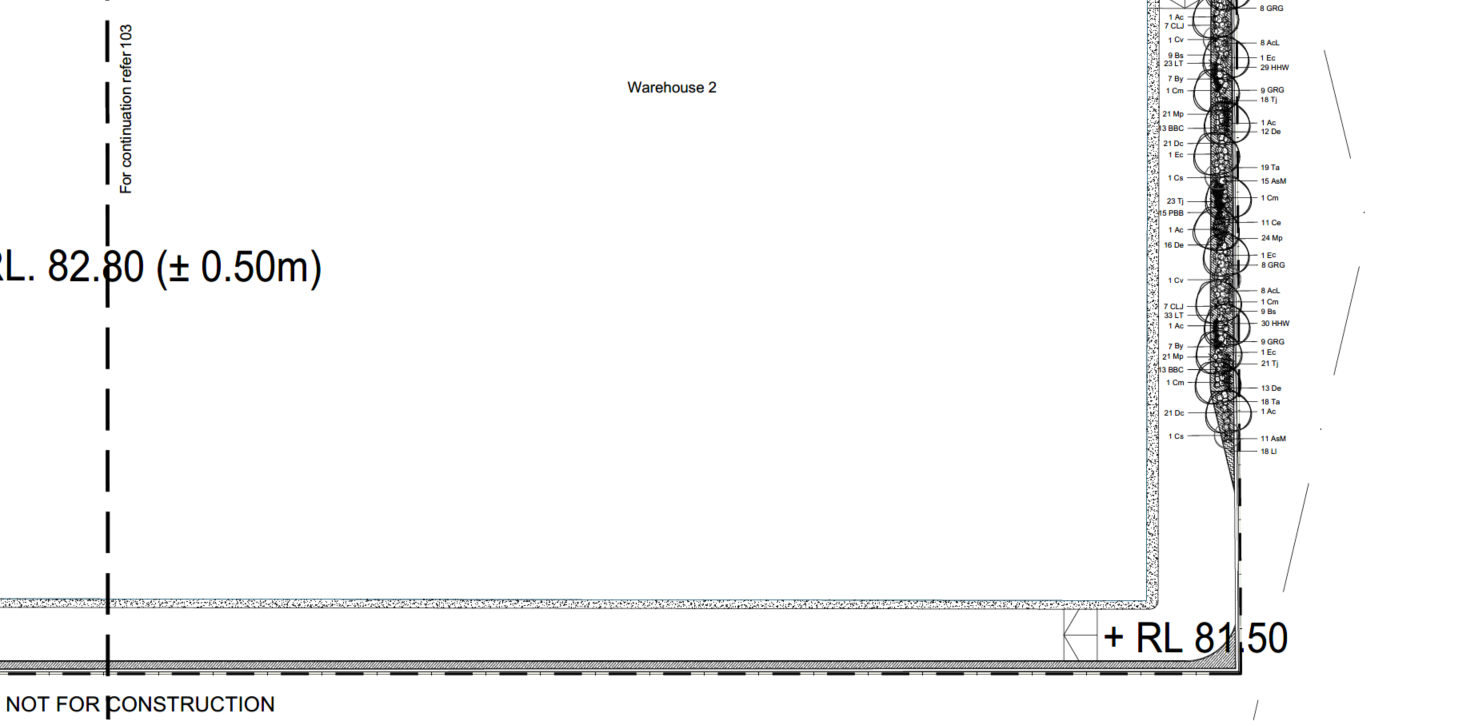 8 GRG
1 Ac
7 CLJ
1 Cv
9 Bs
23 LT
7 By
1 Cm
21 Mp
13 BBC
21 Dc
1 Ec
1 Cs
23 Tj
15 PBB
1 Ac
16 De
1 Cv
7 CLJ
33 LT
1 Ac
7 By
21 Mp
13 BBC
1 Cm
21 Dc
1 Cs
8 AcL
1 Ec
29 HHW
9 GRG
18 Tj
1 Ac
12 De
19 Ta
15 AsM
1 Cm
11 Ce
24 Mp
1 Ec
8 GRG
8 AcL
1 Cm
9 Bs
30 HHW
9 GRG
1 Ec
21 Tj
13 De
18 Ta
1 Ac
11 AsM
18 Ll
For continuation refer103
Warehouse 2
RL. 82.80 (± 0.50m)
+ RL 81.50
NOT FOR CONSTRUCTION